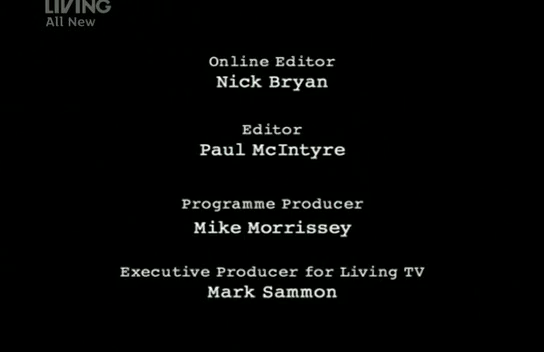 LIVING
All New
Online Editor
Nick Bryan
Editor
Paul McIntyre
Programme Producer
Mike Morrissey
Executive Producer for Living TV
Mark Sammon